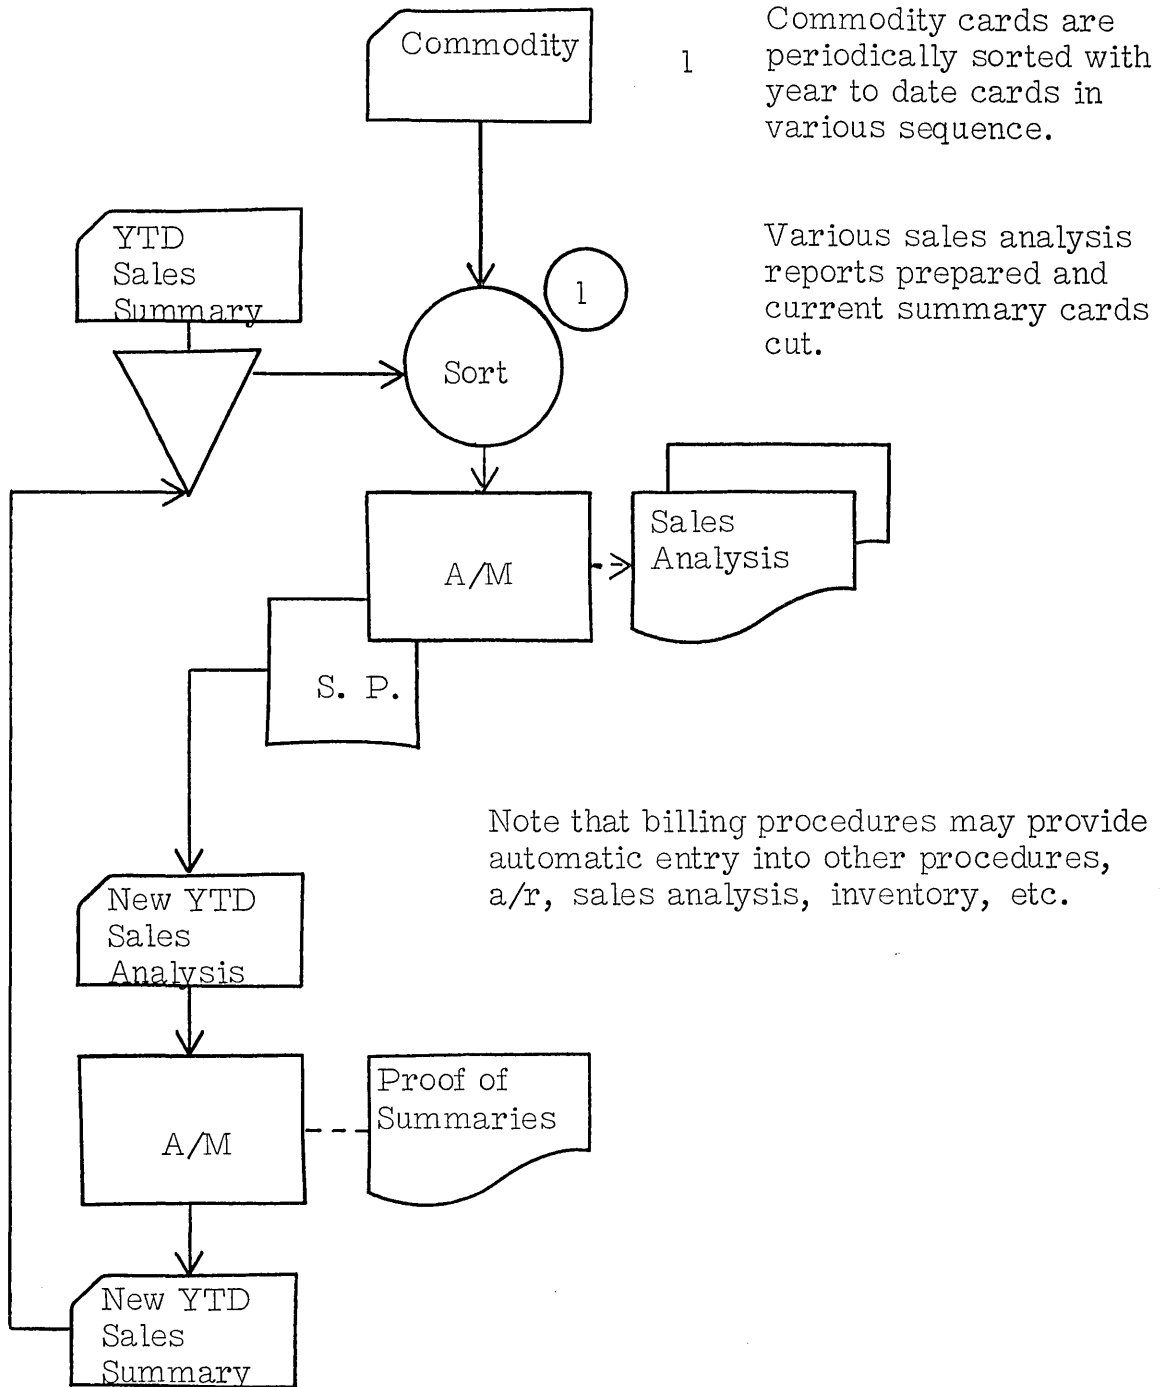 Commodity
1
Commodity cards are
periodically sorted with
year to date cards in
various sequence.
YTD
Sales
Summary
1
Various sales analysis
reports prepared and
current summary cards
cut.
Sort
A/M
Sales
Analysis
S. P.
Note that billing procedures may provide
automatic entry into other procedures,
a/r, sales analysis, inventory, etc.
New YTD
Sales
Analysis
A/M
Proof of
Summaries
New YTD
Sales
Summary